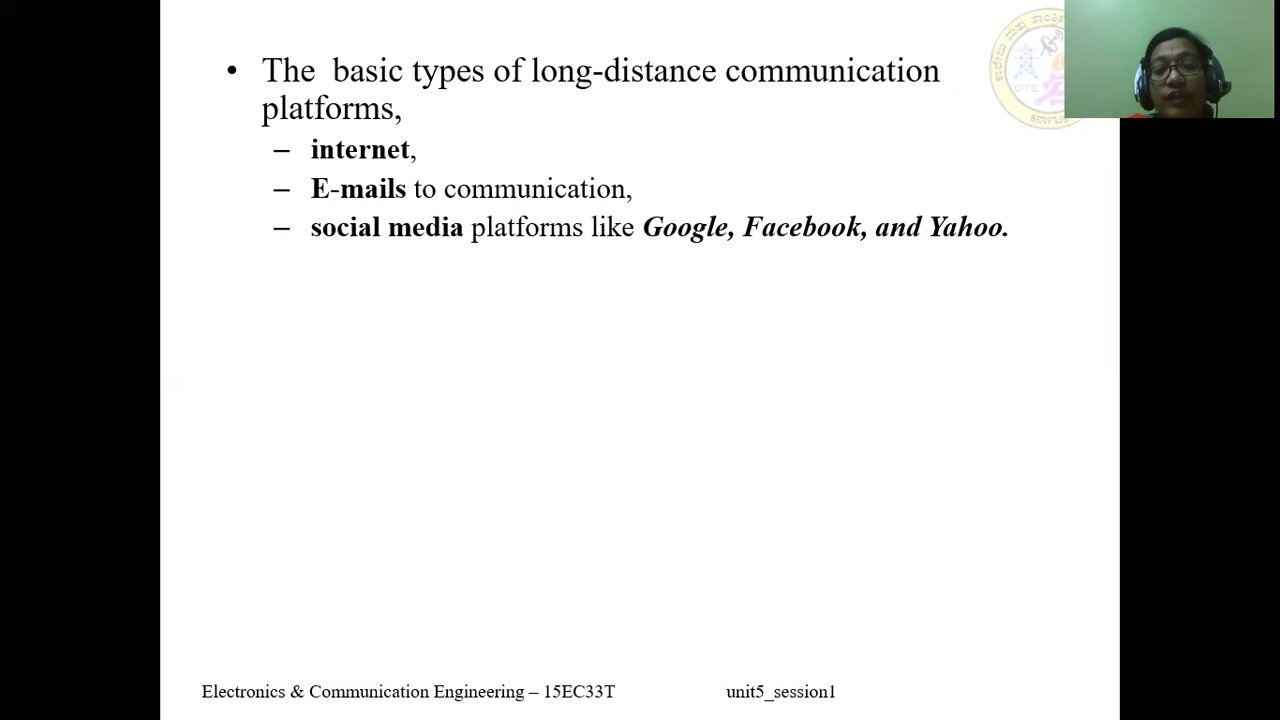 The  basic types of long-distance communication
platforms,
– internet,
– E-mails to communication,
– social media platforms like Google, Facebook, and Yahoo.
DTE
Electronics & Communication Engineering – 15EC33T
unit5_session1